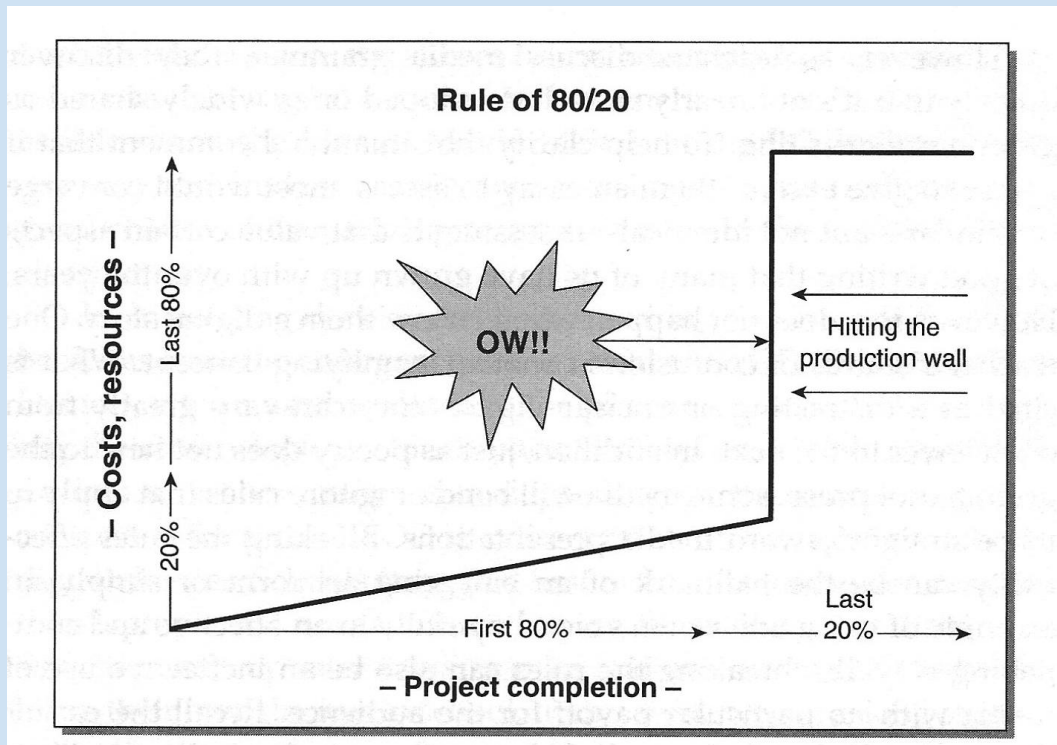 Rule of 80/20
– Costs, resources –
Last 80%
20%
OW!!
Hitting the
production wall
First 80%
Last
20%
– Project completion –